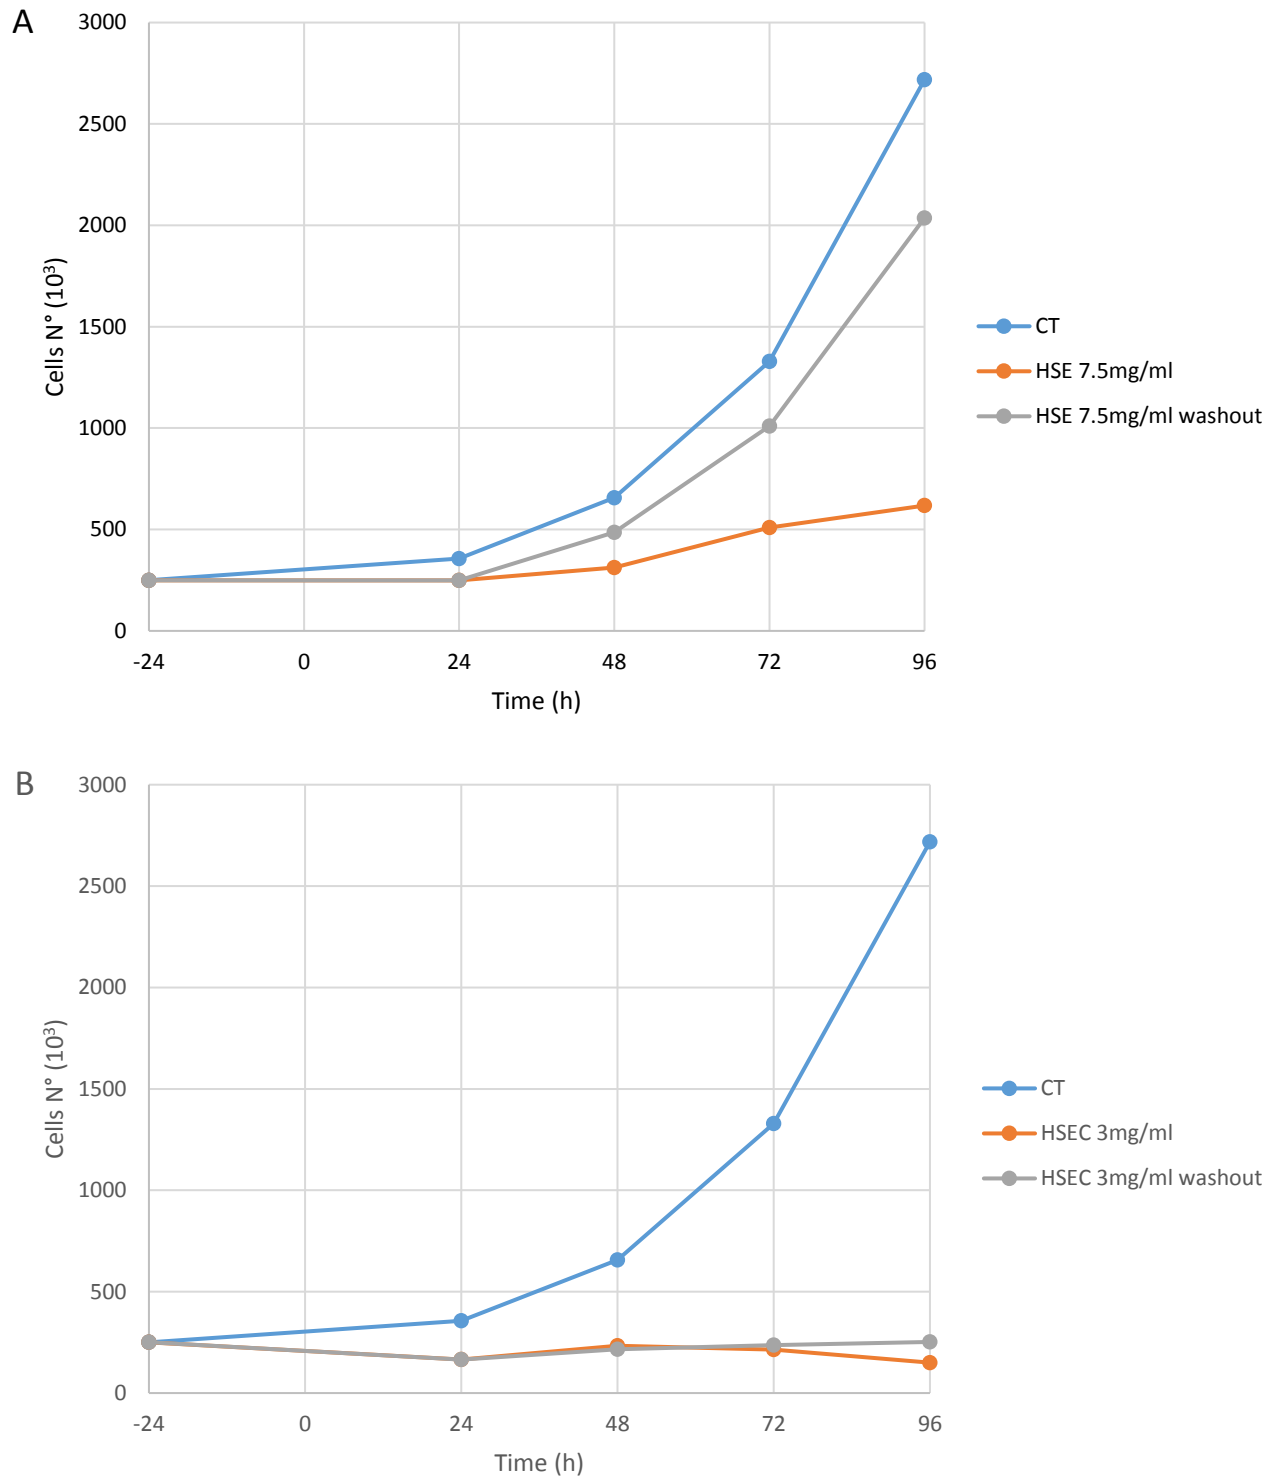 A
3000
2500
2000
1500
1000
500
0
Cells N° (10³)
-24 0 24 48 72 96
Time (h)
CT
HSE 7.5mg/ml
HSE 7.5mg/ml washout
B
3000
2500
2000
1500
1000
500
0
Cells N° (10³)
-24 0 24 48 72 96
Time (h)
CT
HSEC 3mg/ml
HSEC 3mg/ml washout